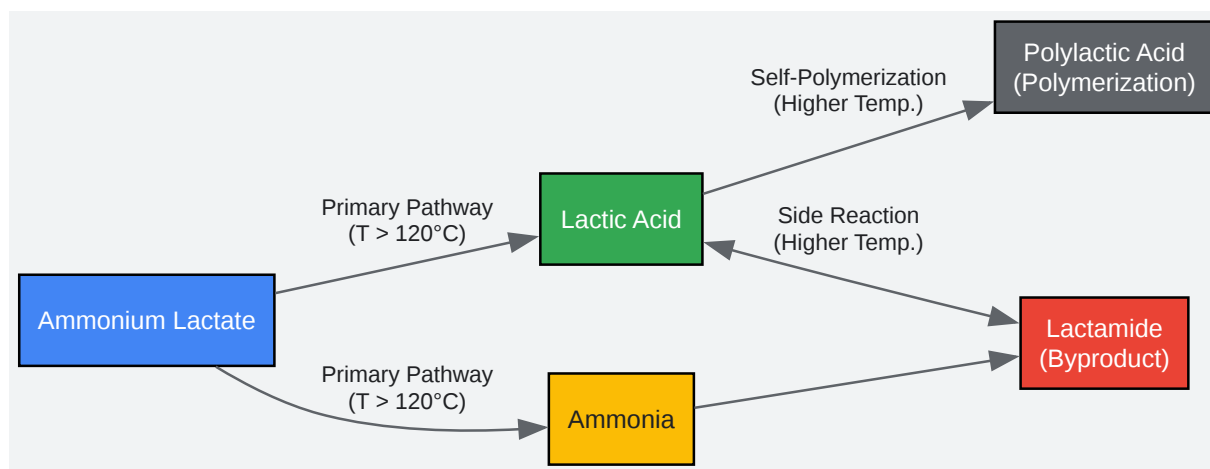 Polylactic Acid
(Polymerization)
Self-Polymerization
(Higher Temp.)
Primary Pathway
(T > 120°C)
Lactic Acid
Side Reaction
(Higher Temp.)
Ammonium Lactate
Lactamide
(Byproduct)
Primary Pathway
(T > 120°C)
Ammonia